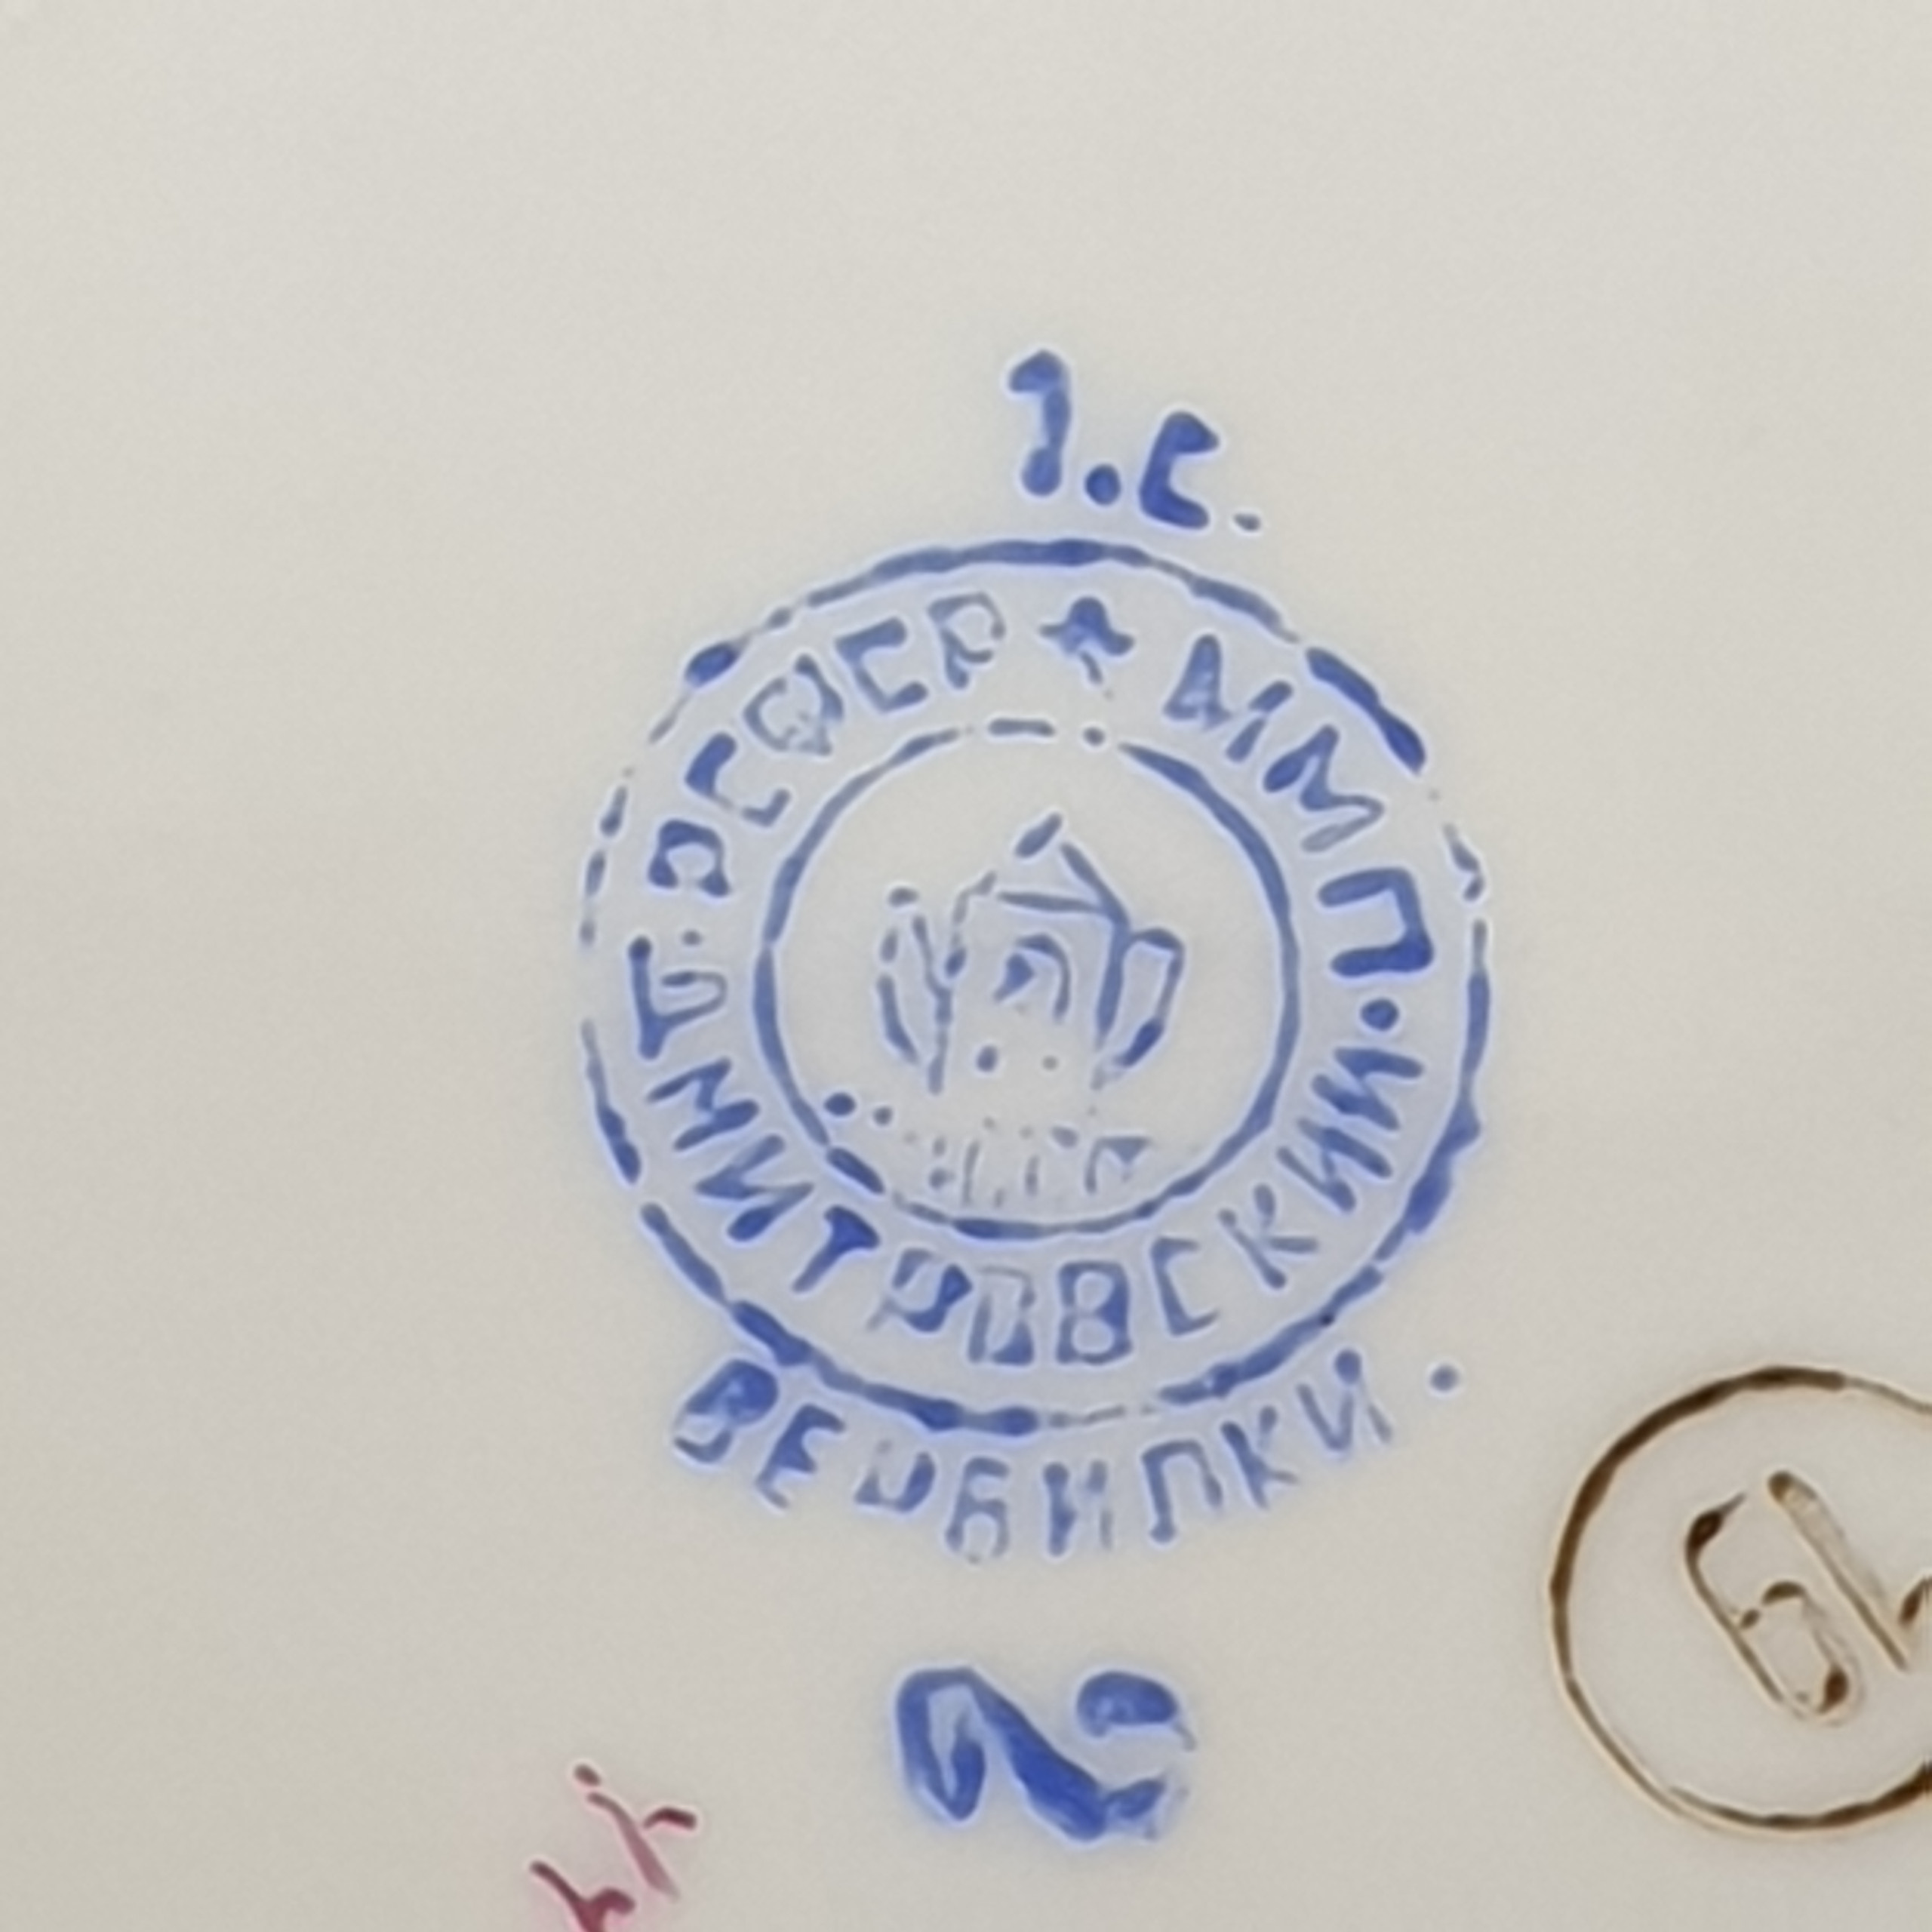 1.с.
РСФСР ★ ММП • ДМИТРОВСКИЙ
ВЕРБИЛКИ.